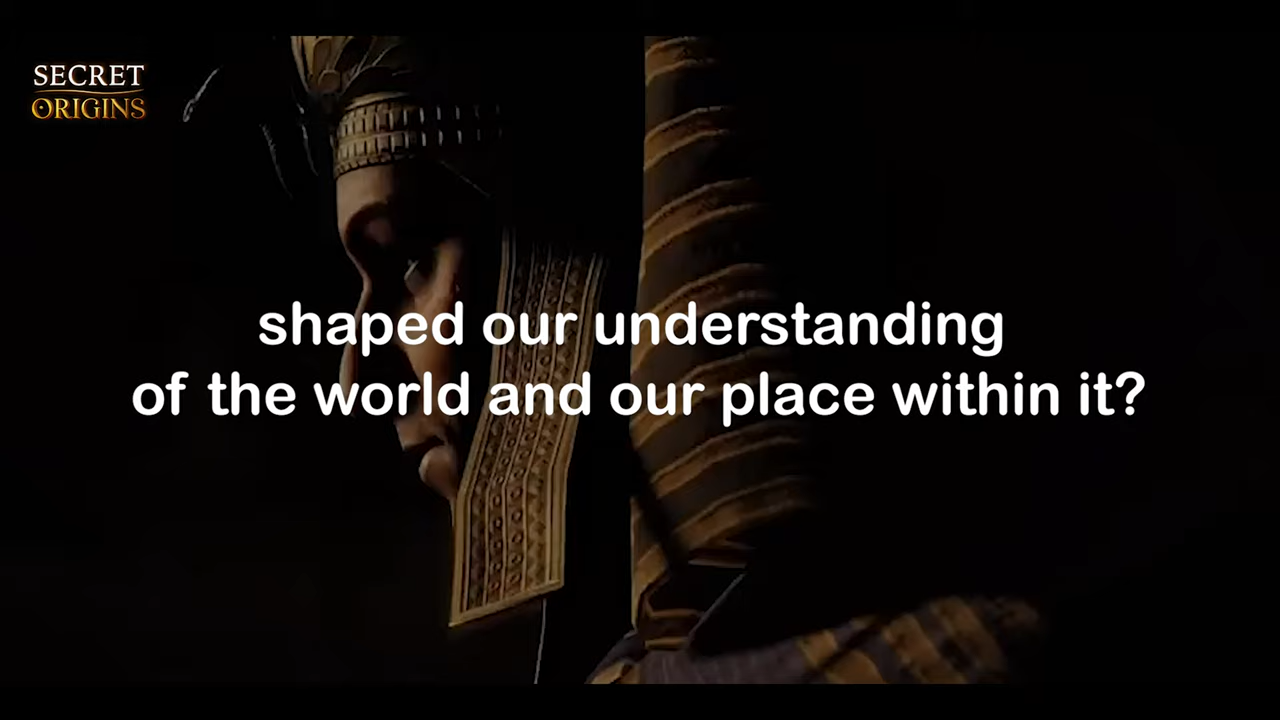 SECRET
ORIGINS
shaped our understanding
of the world and our place within it?